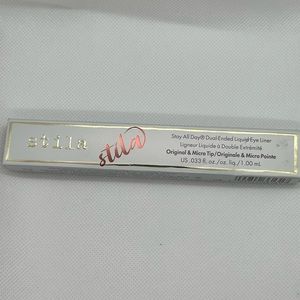 stila
stila
Stay All Day® Dual-Ended Liquid Eye Liner
Ligneur Liquide à Double Extrémité
Original & Micro Tip/Originale & Micro Pointe
US .033 fl. oz./oz. liq./1.00 mL